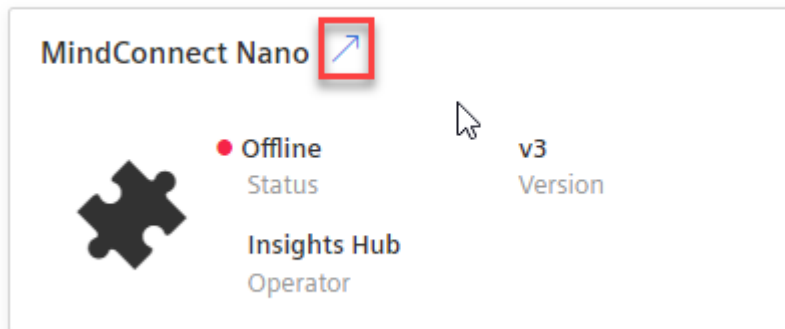 MindConnect Nano
Offline
v3
Status
Version
Insights Hub
Operator